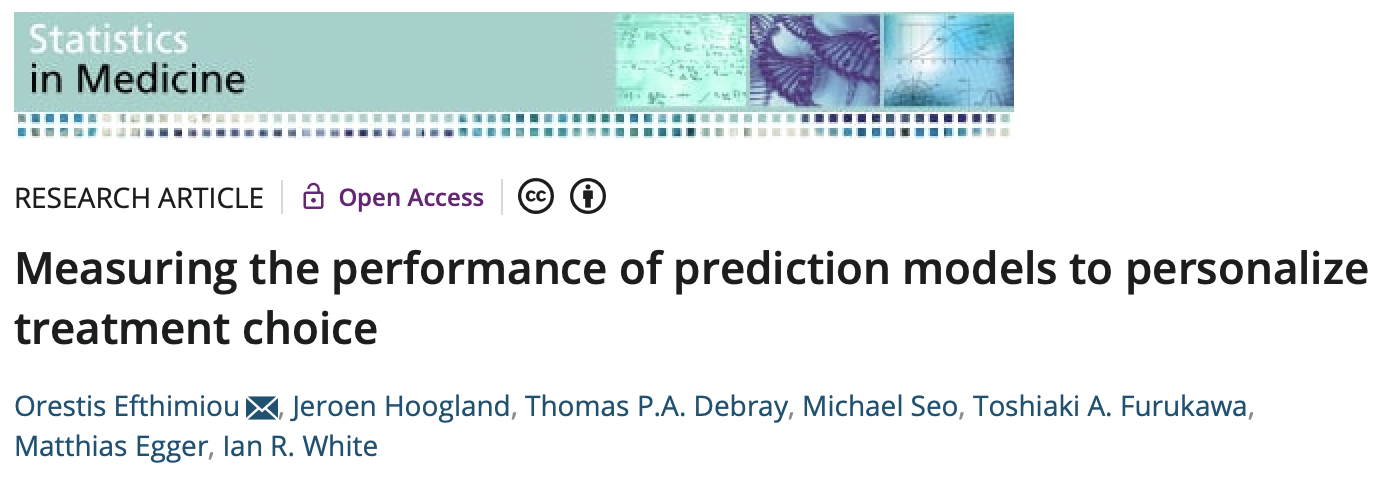 Statistics
in Medicine
RESEARCH ARTICLE Open Access cc
Measuring the performance of prediction models to personalize
treatment choice
Orestis Efthimiou, Jeroen Hoogland, Thomas P.A. Debray, Michael Seo, Toshiaki A. Furukawa,
Matthias Egger, Ian R. White